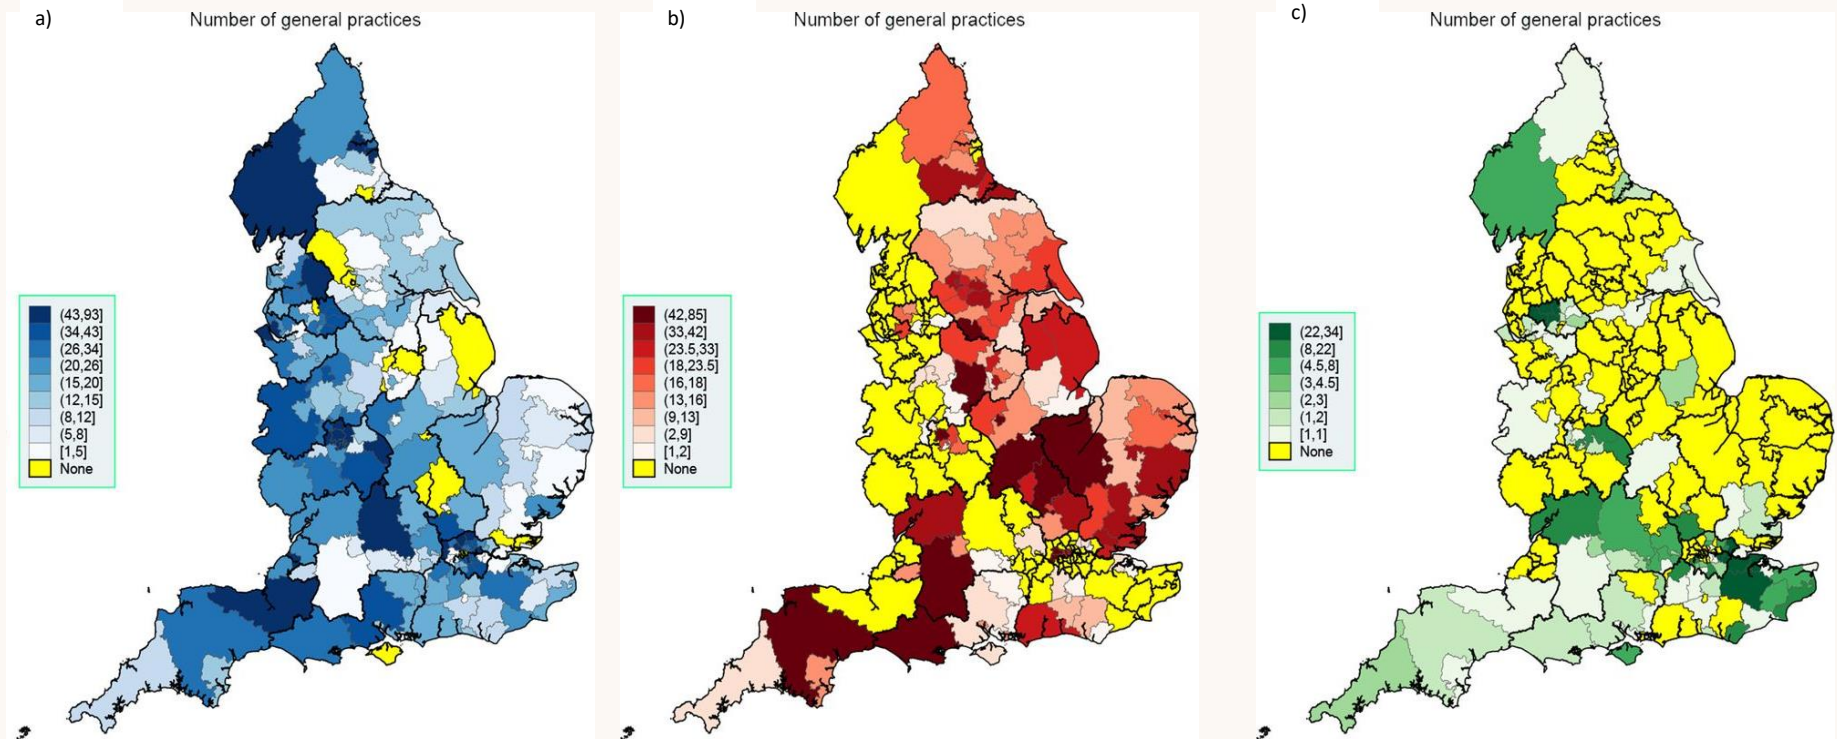 a)
Number of general practices
(43,93]
(34,43]
(26,34]
(20,26]
(15,20]
(12,15]
(8,12]
(5,8]
[1,5]
None
b)
Number of general practices
(42,85]
(33,42]
(23.5,33]
(18,23.5]
(16,18]
(13,16]
(9,13]
(2,9]
[1,2]
None
c)
Number of general practices
(22,34]
(8,22]
(4.5,8]
(3,4.5]
(2,3]
(1,2]
[1,1]
None